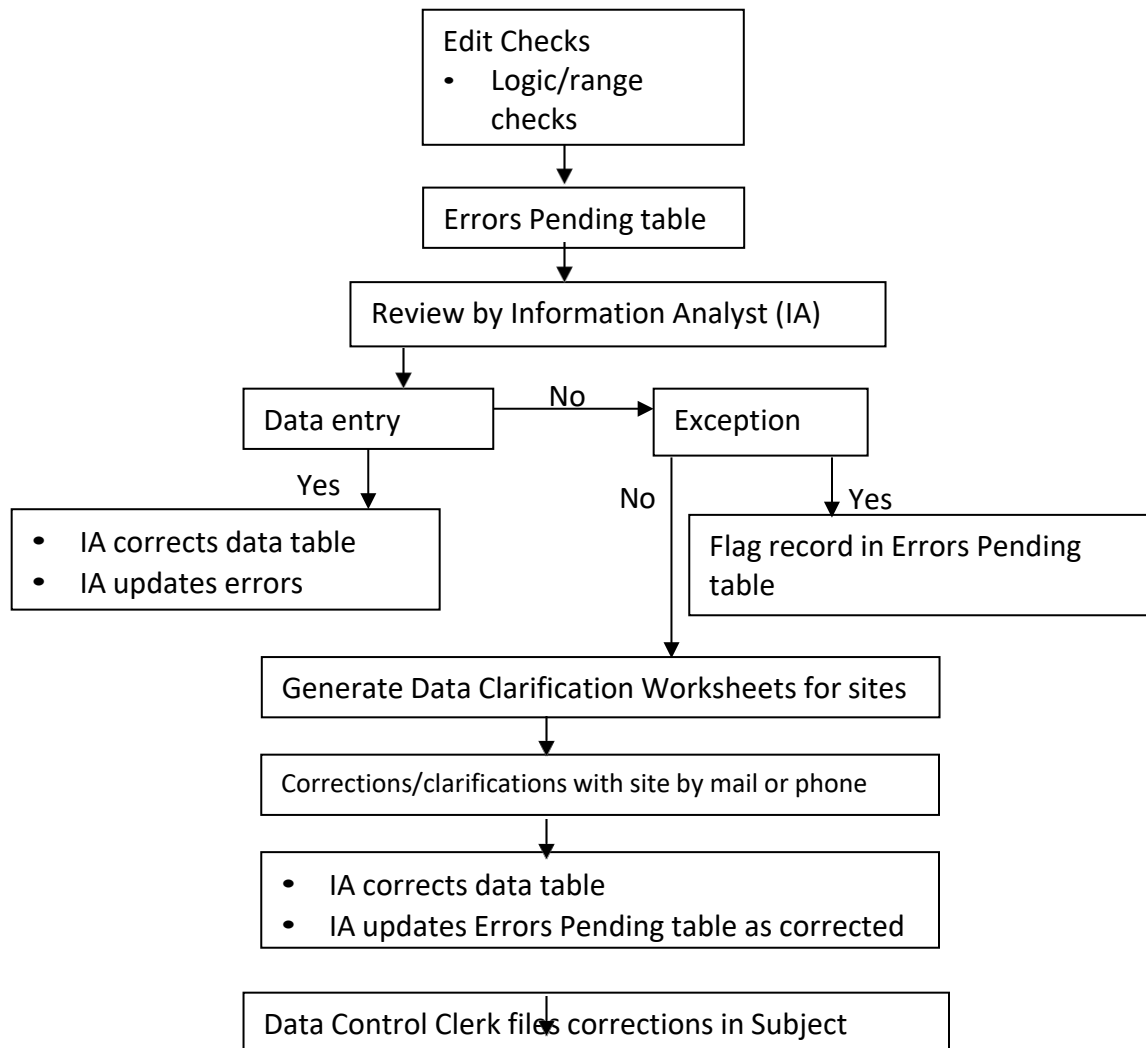 Edit Checks
• Logic/range
checks
Errors Pending table
Review by Information Analyst (IA)
No
Data entry
Exception
Yes
No
Yes
• IA corrects data table
• IA updates errors
Flag record in Errors Pending
table
Generate Data Clarification Worksheets for sites
Corrections/clarifications with site by mail or phone
• IA corrects data table
• IA updates Errors Pending table as corrected
Data Control Clerk files corrections in Subject